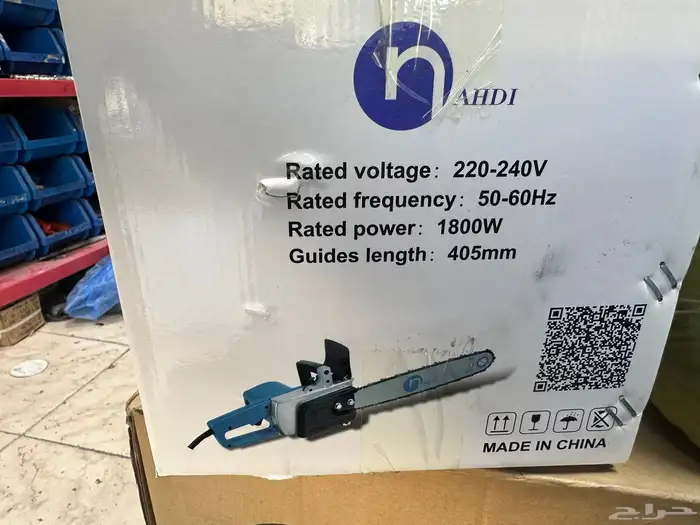 n
AHDI
Rated voltage: 220-240V
Rated frequency: 50-60Hz
Rated power: 1800W
Guides length: 405mm
MADE IN CHINA
حراج